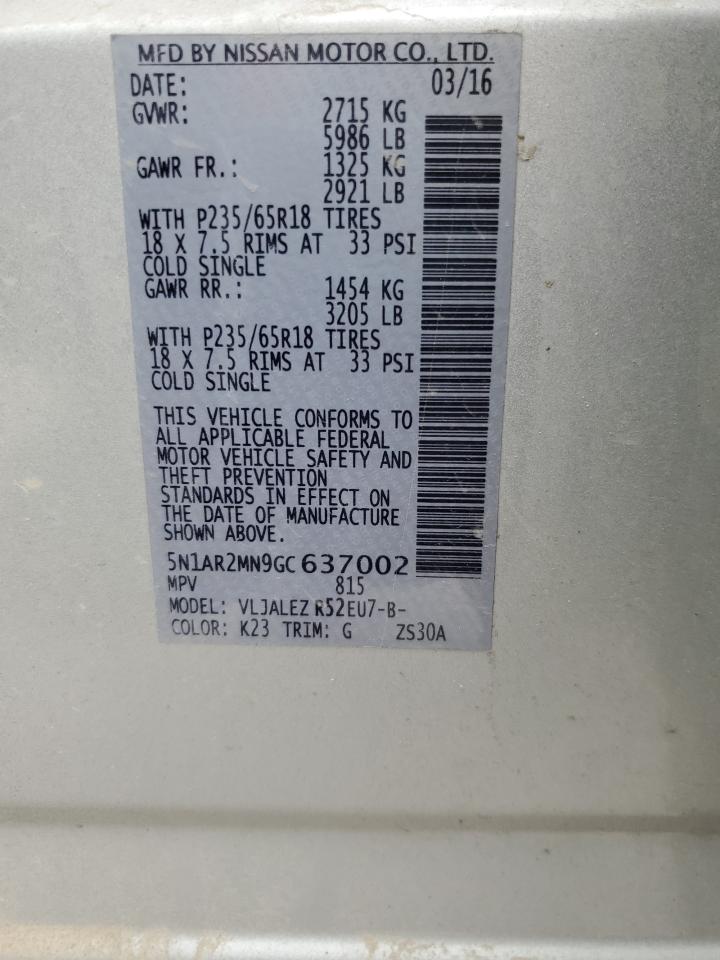 MFD BY NISSAN MOTOR CO., LTD.
DATE: 03/16
GVWR: 2715 KG
5986 LB
GAWR FR.: 1325 KG
2921 LB
WITH P235/65R18 TIRES
18 X 7.5 RIMS AT 33 PSI
COLD SINGLE
GAWR RR.: 1454 KG
3205 LB
WITH P235/65R18 TIRES
18 X 7.5 RIMS AT 33 PSI
COLD SINGLE
THIS VEHICLE CONFORMS TO
ALL APPLICABLE FEDERAL
MOTOR VEHICLE SAFETY AND
THEFT PREVENTION
STANDARDS IN EFFECT ON
THE DATE OF MANUFACTURE
SHOWN ABOVE.
5N1AR2MN9GC 637002
MPV 815
MODEL: VLJALEZ R52EU7-B-
COLOR: K23 TRIM: G ZS30A